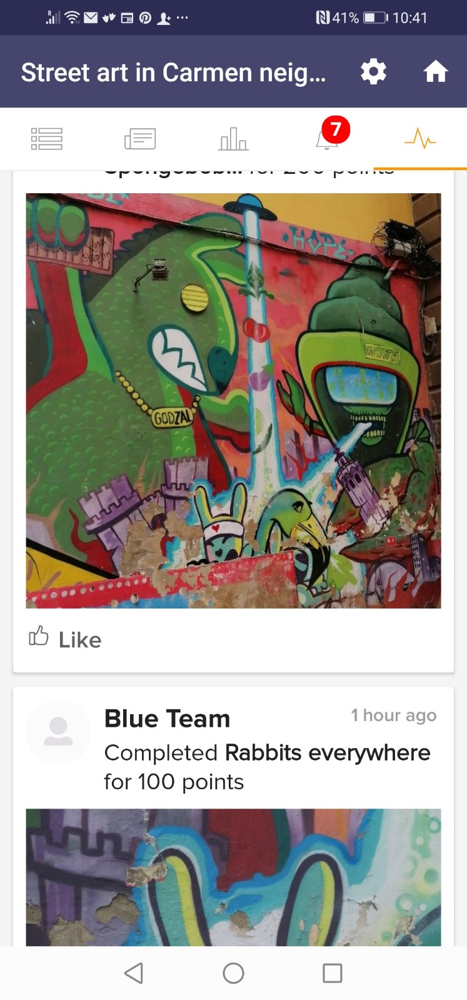 R
41% 10:41
Street art in Carmen neig...
7
Spongebob... for 200 points
HOPE
GODZAL
Like
Blue Team
1 hour ago
Completed Rabbits everywhere
for 100 points